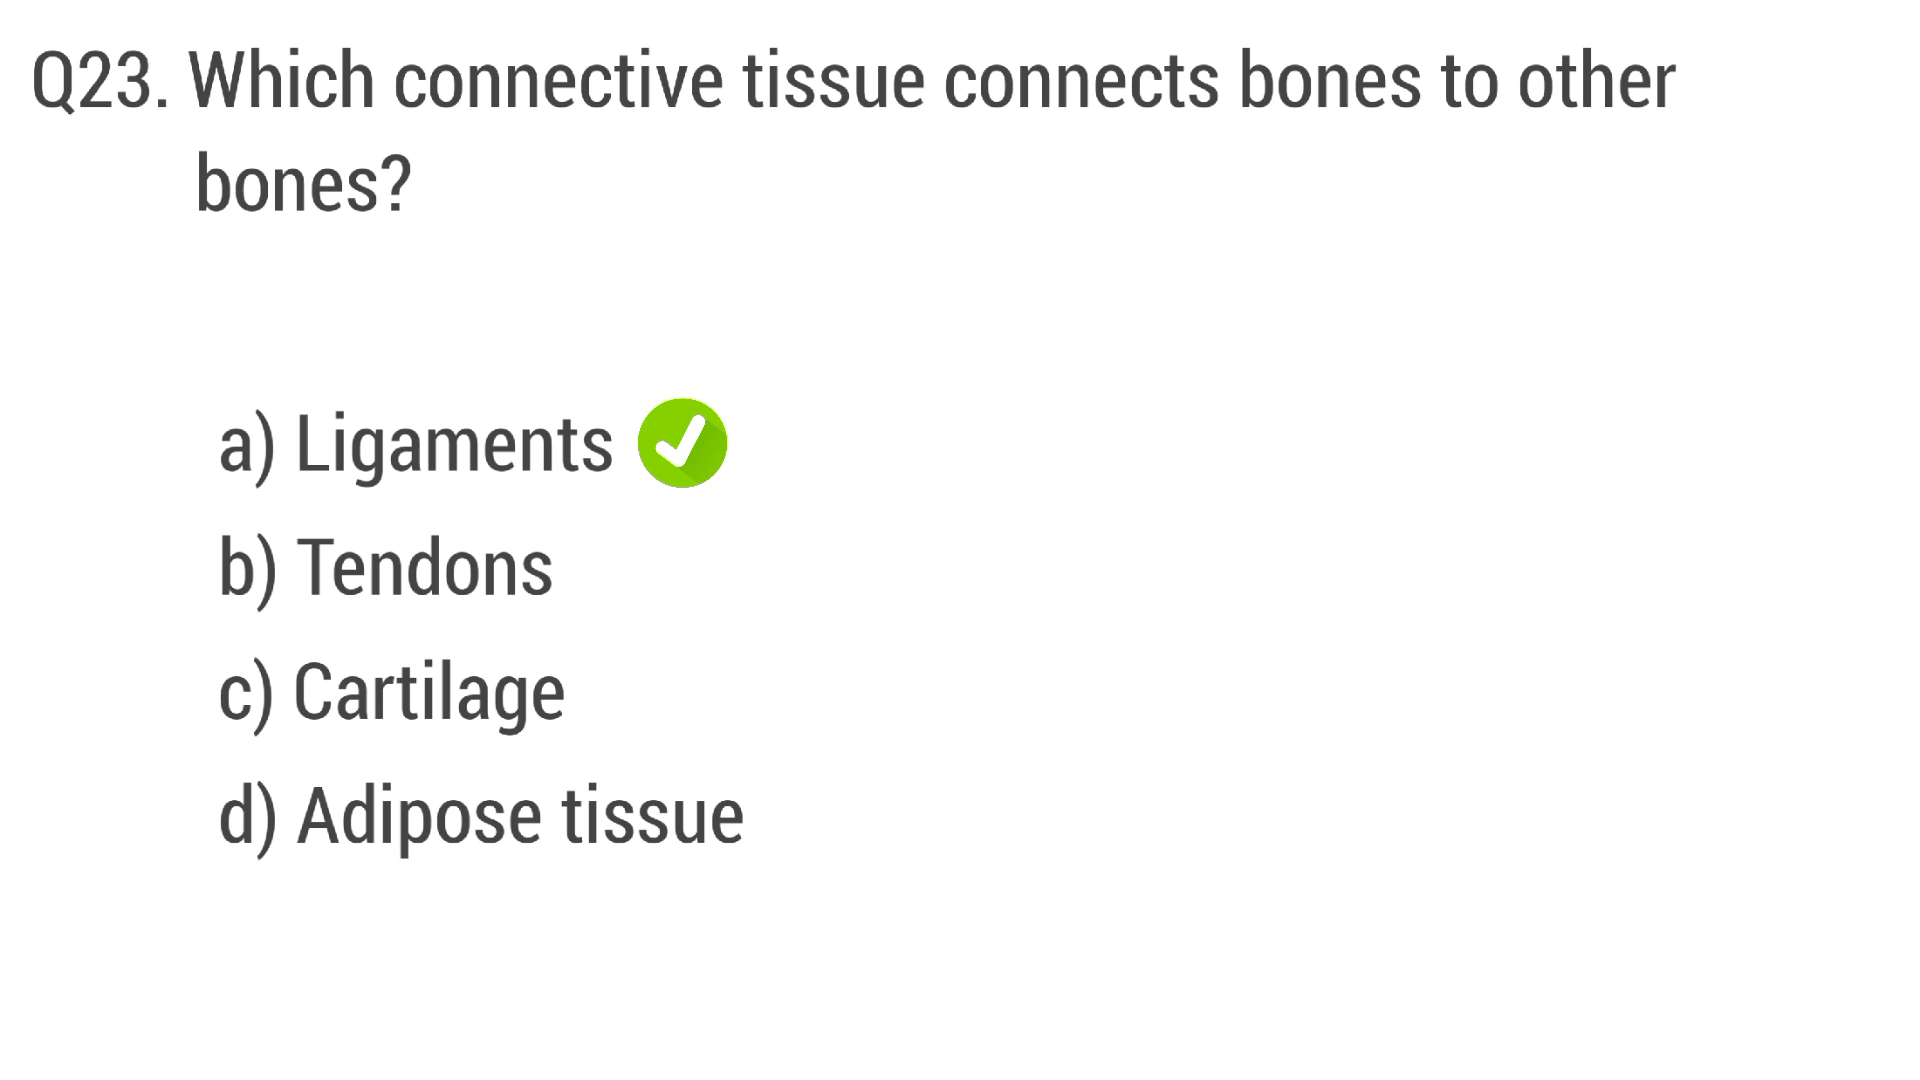 Q23. Which connective tissue connects bones to other
bones?
a) Ligaments
b) Tendons
c) Cartilage
d) Adipose tissue